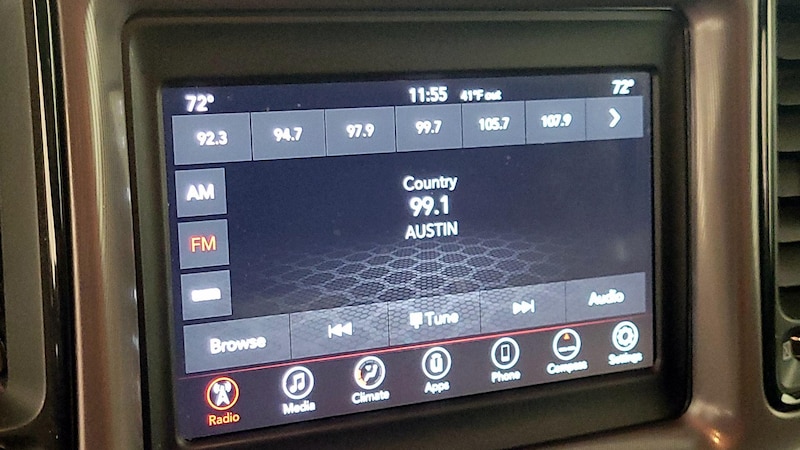 72° 11:55 41°F out 72°
92.3 94.7 97.9 99.7 105.7 107.9
AM
Country
99.1
FM
AUSTIN
Browse Tune Audio
Radio Media Climate Apps Phone Compass Settings